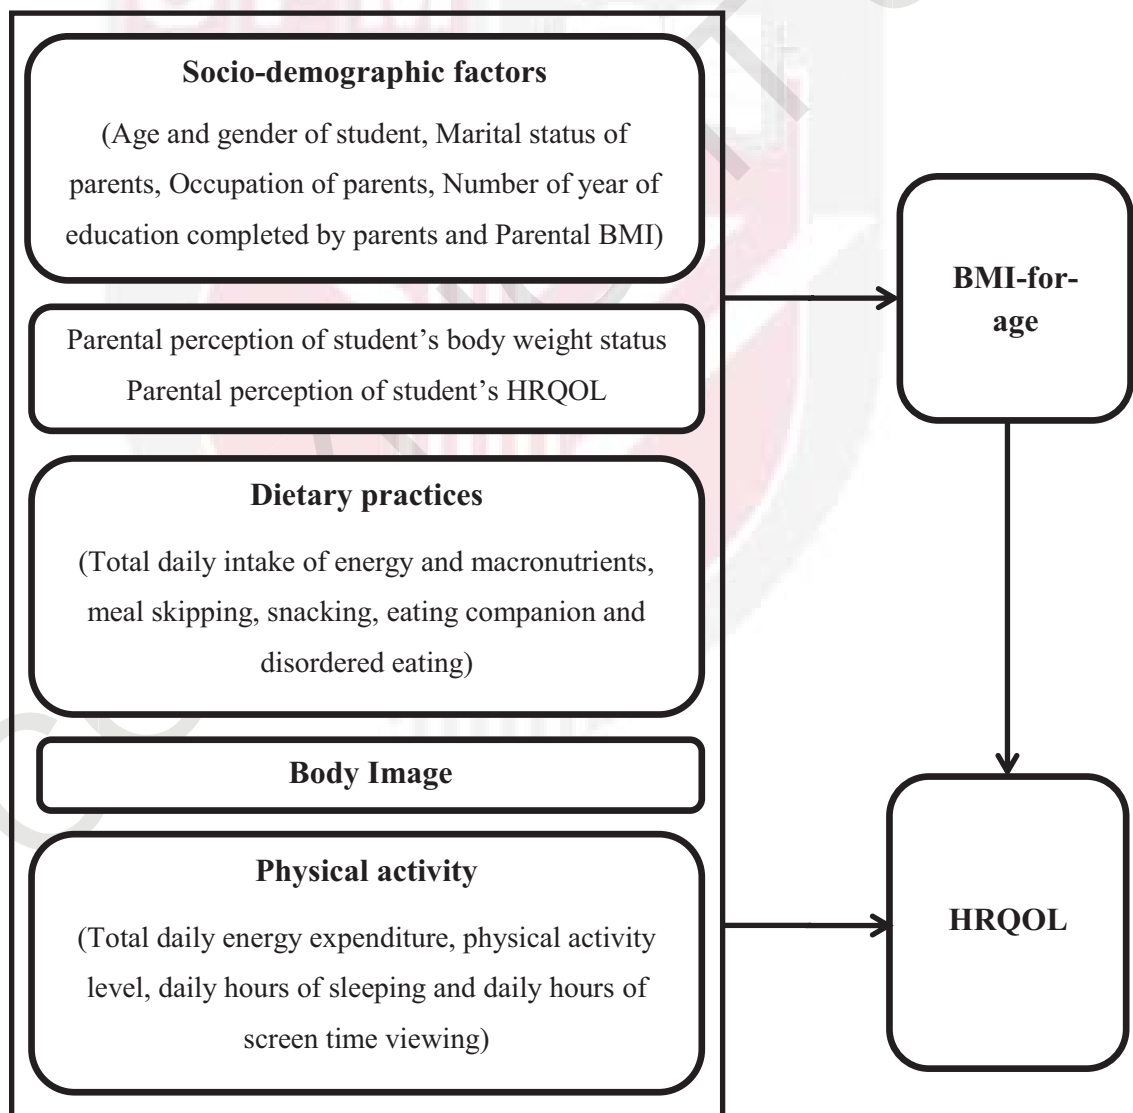 Socio-demographic factors
(Age and gender of student, Marital status of
parents, Occupation of parents, Number of year of
education completed by parents and Parental BMI)
Parental perception of student’s body weight status
Parental perception of student’s HRQOL
Dietary practices
(Total daily intake of energy and macronutrients,
meal skipping, snacking, eating companion and
disordered eating)
Body Image
Physical activity
(Total daily energy expenditure, physical activity
level, daily hours of sleeping and daily hours of
screen time viewing)
BMI-for-
age
HRQOL